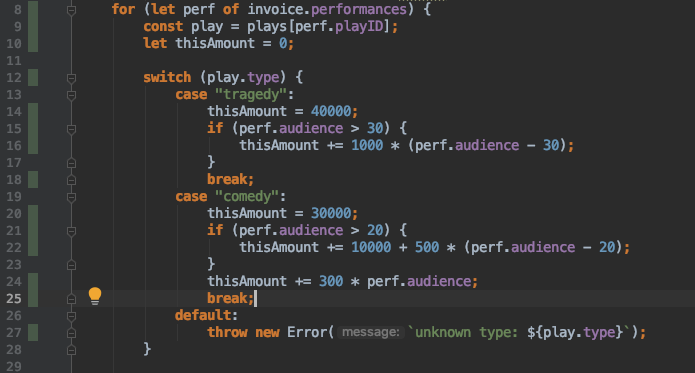 8 for (let perf of invoice.performances) {
9 const play = plays[perf.playID];
10 let thisAmount = 0;
11
12 switch (play.type) {
13 case "tragedy":
14 thisAmount = 40000;
15 if (perf.audience > 30) {
16 thisAmount += 1000 * (perf.audience - 30);
17 }
18 break;
19 case "comedy":
20 thisAmount = 30000;
21 if (perf.audience > 20) {
22 thisAmount += 10000 + 500 * (perf.audience - 20);
23 }
24 thisAmount += 300 * perf.audience;
25 break;
26 default:
27 throw new Error( message: `unknown type: ${play.type}`);
28 }
29